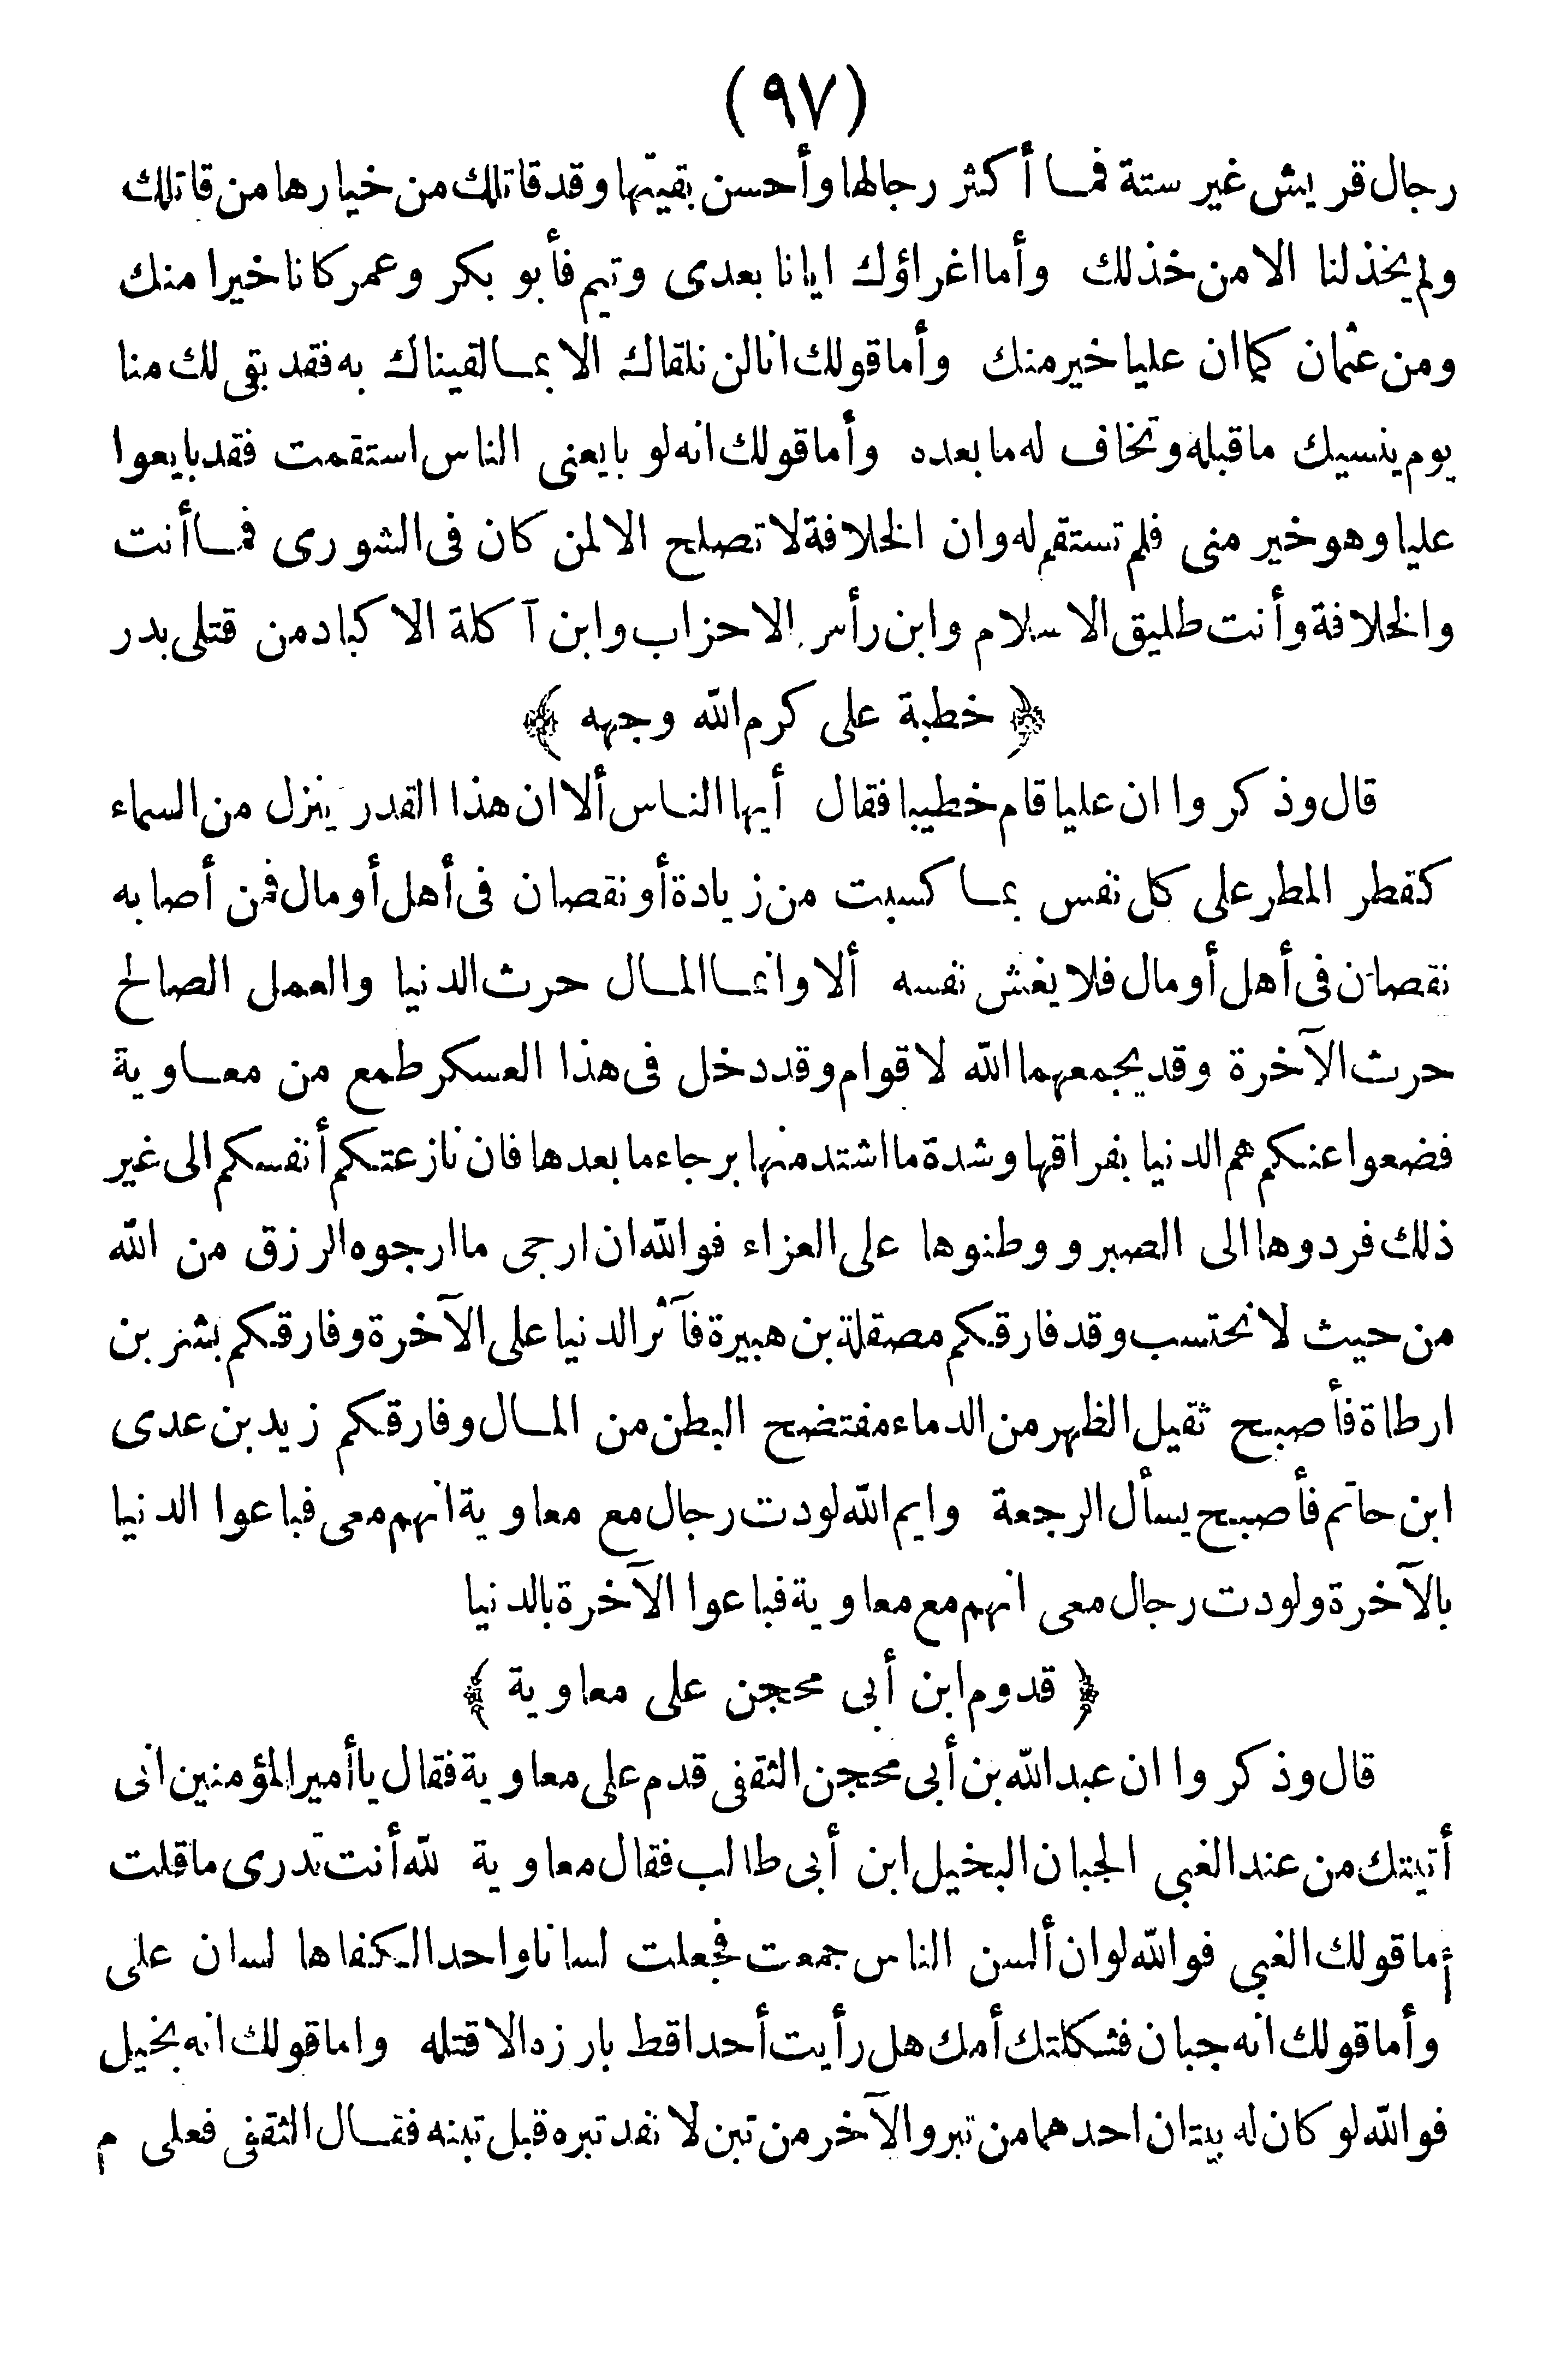 (٩٧)
رجال قريش غير ستة فما أكثر رجالها وأحسن بقيتها وقد قاتلك من خيارها من قاتلك
ولم يخذلنا الا من خذلك وأما اغراؤك ايانا بعدى وتيم فأبو بكر وعمر كانا خيرا منك
ومن عثمان كما ان عليا خير منك وأما قولك انا لن نلقاك الا بما لقيناك به فقد بقى لك منا
يوم ينسيك ما قبله وتخاف له ما بعده وأما قولك انه لو بايعنى الناس استقمت فقد بايعوا
عليا وهو خير منى فلم تستقم له وان الخلافة لا تصلح الا لمن كان فى الشورى فما أنت
والخلافة وأنت طليق الاسلام وابن رأس الاحزاب وابن آكلة الاكباد من قتلى بدر
﴿ خطبة على كرم الله وجهه ﴾
قال وذكروا ان عليا قام خطيبا فقال أيها الناس ألا ان هذا القدر ينزل من السماء
كقطر المطر على كل نفس بما كسبت من زيادة أو نقصان فى أهل أو مال فمن أصابه
نقصان فى أهل أو مال فلا يغش نفسه ألا وانما المال حرث الدنيا والعمل الصالح
حرث الآخرة وقد يجمعهما الله لاقوام وقد دخل فى هذا العسكر طمع من معاوية
فضعوا عنكم هم الدنيا بفراقها وشدة ما اشتد منها برجاء ما بعدها فان نازعتكم أنفسكم الى غير
ذلك فردوها الى الصبر ووطنوها على العزاء فوالله ان ارجى ما ارجوه الرزق من الله
من حيث لا نحتسب وقد فارقكم مصقلة بن هبيرة فآثر الدنيا على الآخرة وفارقكم بشر بن
ارطاة فأصبح ثقيل الظهر من الدماء مفتضح البطن من المال وفارقكم زيد بن عدى
ابن حاتم فأصبح يسأل الرجعة وايم الله لودت رجال مع معاوية انهم معى فباعوا الدنيا
بالآخرة ولودت رجال معى انهم مع معاوية فباعوا الآخرة بالدنيا
﴿ قدوم ابن أبى محجن على معاوية ﴾
قال وذكروا ان عبد الله بن أبى محجن الثقفى قدم على معاوية فقال يا أمير المؤمنين انى
أتيتك من عند الغبى الجبان البخيل ابن أبى طالب فقال معاوية لله أنت تدرى ما قلت
أما قولك الغبى فوالله لو ان ألسن الناس جمعت فجعلت لسانا واحدا لكفاها لسان على
وأما قولك انه جبان فثكلتك أمك هل رأيت أحدا قط بارزه الا قتله واما قولك انه بخيل
فوالله لو كان له بيتان احدهما من تبر والآخر من تبن لانفد تبره قبل تبنه فقال الثقفى فعلى م